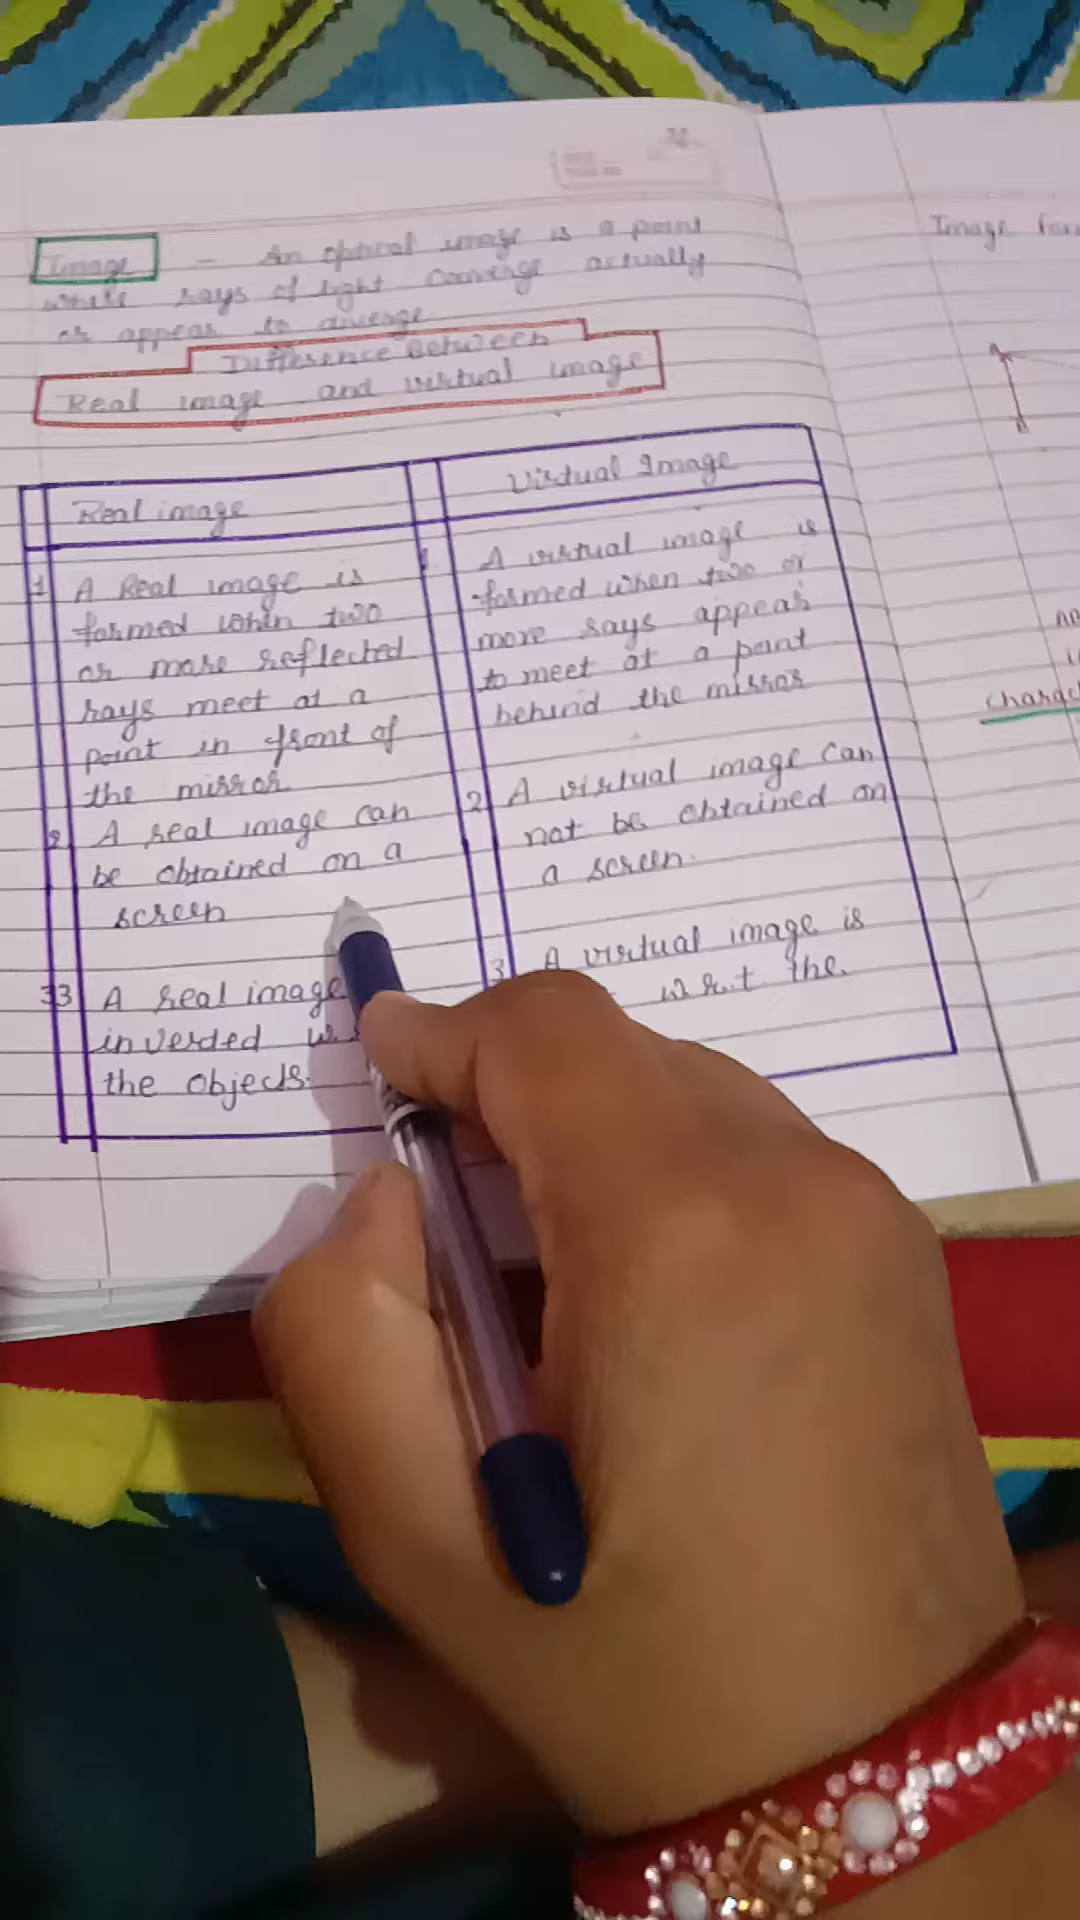 Image - An optical image is a point
where rays of light converge actually
or appear to diverge.
Difference Between
Real image and virtual image
Real image
1 A Real image is
formed when two
or more reflected
rays meet at a
point in front of
the mirror
2 A real image can
be obtained on a
screen
33 A real image
inverted
the objects.
Virtual Image
1. A virtual image is
formed when two or
more rays appear
to meet at a point
behind the mirror
2 A virtual image can
not be obtained on
a screen.
3 A virtual image is
w.r.t the
Image
A
B